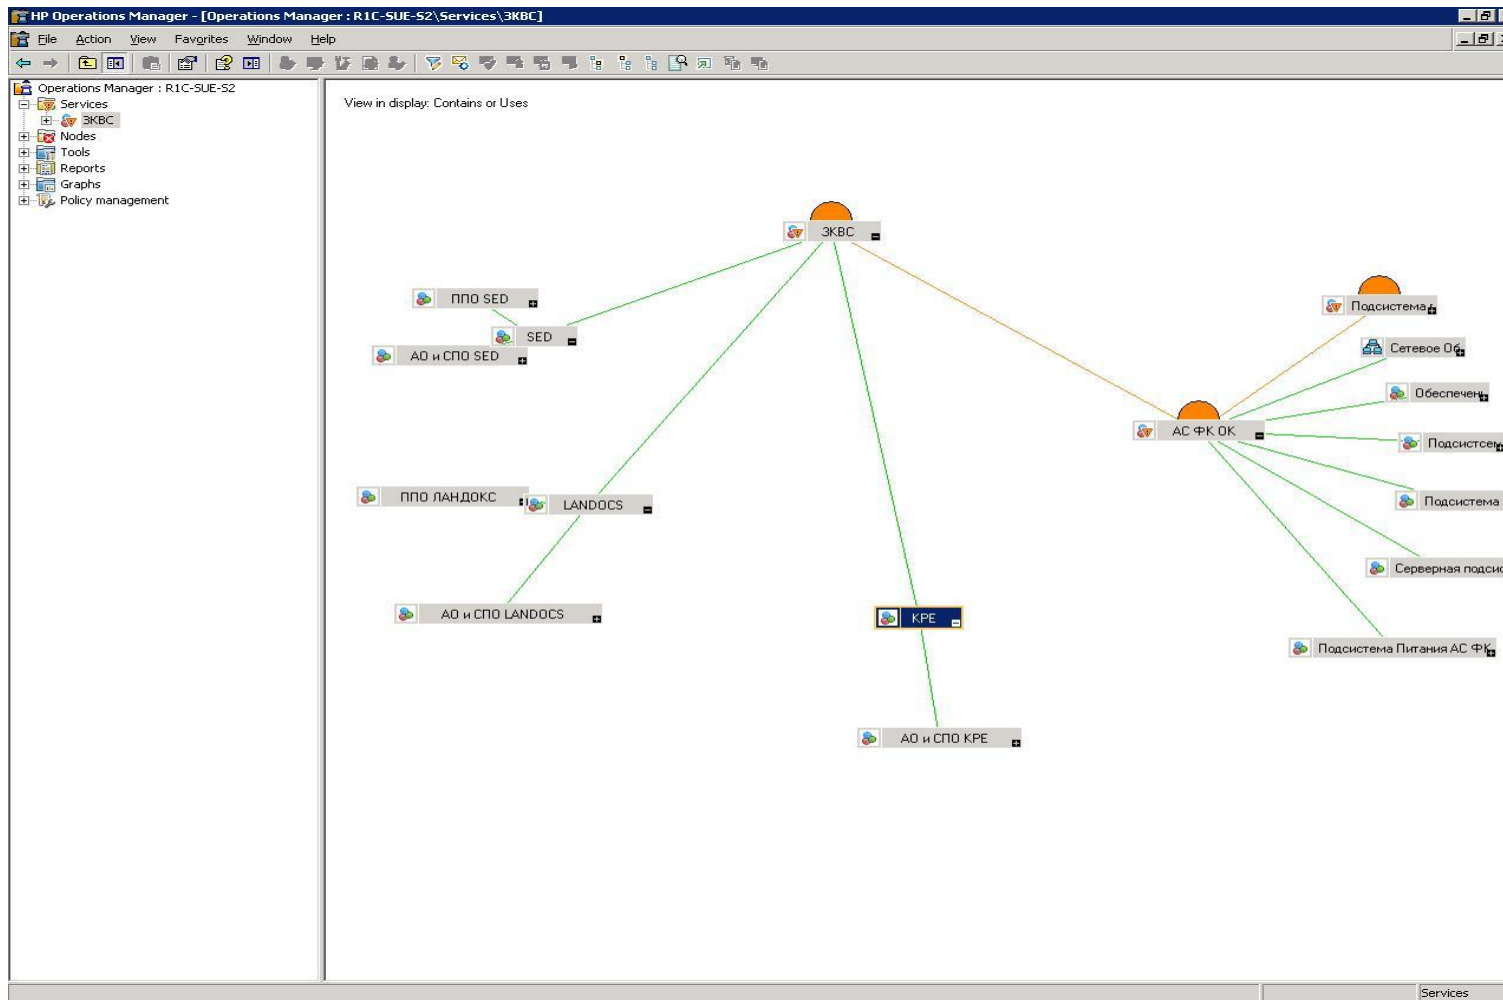 HP Operations Manager - [Operations Manager : R1C-SUE-S2\Services\ЗКВС]
File Action View Favorites Window Help
Operations Manager : R1C-SUE-S2
Services
ЗКВС
Nodes
Tools
Reports
Graphs
Policy management
View in display: Contains or Uses
ЗКВС
ППО SED
SED
АО и СПО SED
Подсистема
Сетевое Об
Обеспечен
АС ФК ОК
Подсистсем
ППО ЛАНДОКС
LANDOCS
Подсистема
Серверная подсис
АО и СПО LANDOCS
КРЕ
Подсистема Питания АС ФК
АО и СПО КРЕ
Services